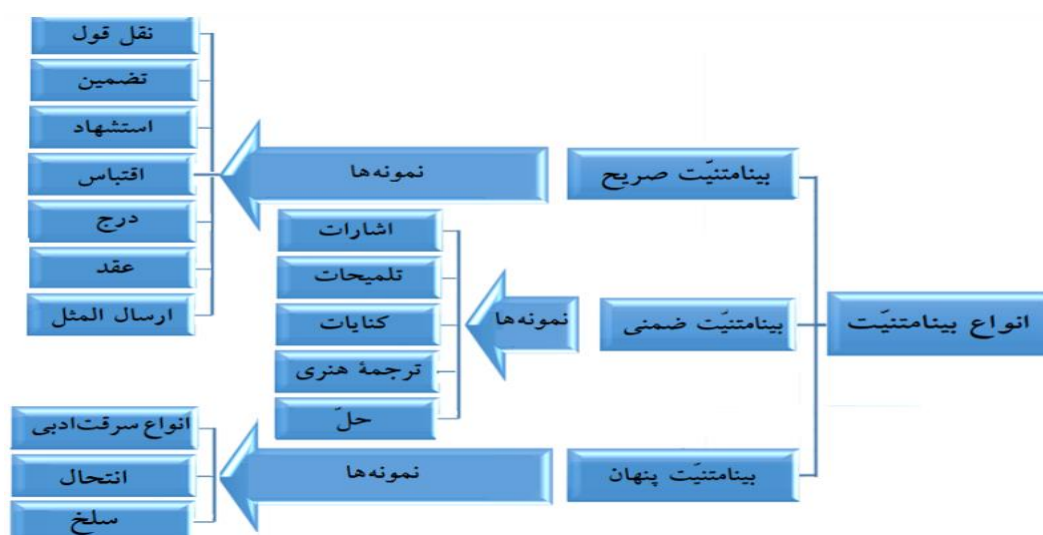 انواع بینامتنیّت
بینامتنیّت صریح
نمونه‌ها
نقل قول
تضمین
استشهاد
اقتباس
درج
عقد
ارسال المثل
بینامتنیّت ضمنی
نمونه‌ها
اشارات
تلمیحات
کنایات
ترجمهٔ هنری
حلّ
بینامتنیّت پنهان
نمونه‌ها
انواع سرقت‌ادبی
انتحال
سلخ